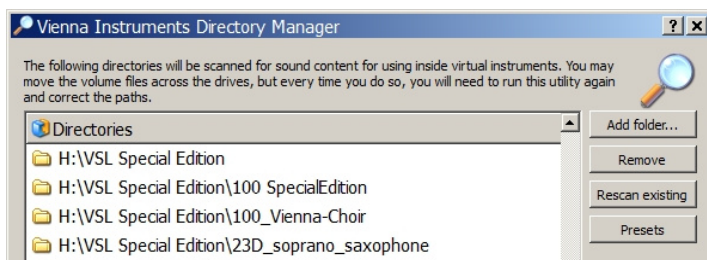 Vienna Instruments Directory Manager
The following directories will be scanned for sound content for using inside virtual instruments. You may
move the volume files across the drives, but every time you do so, you will need to run this utility again
and correct the paths.
Directories
H:\VSL Special Edition
H:\VSL Special Edition\100 SpecialEdition
H:\VSL Special Edition\100_Vienna-Choir
H:\VSL Special Edition\23D_soprano_saxophone
Add folder...
Remove
Rescan existing
Presets